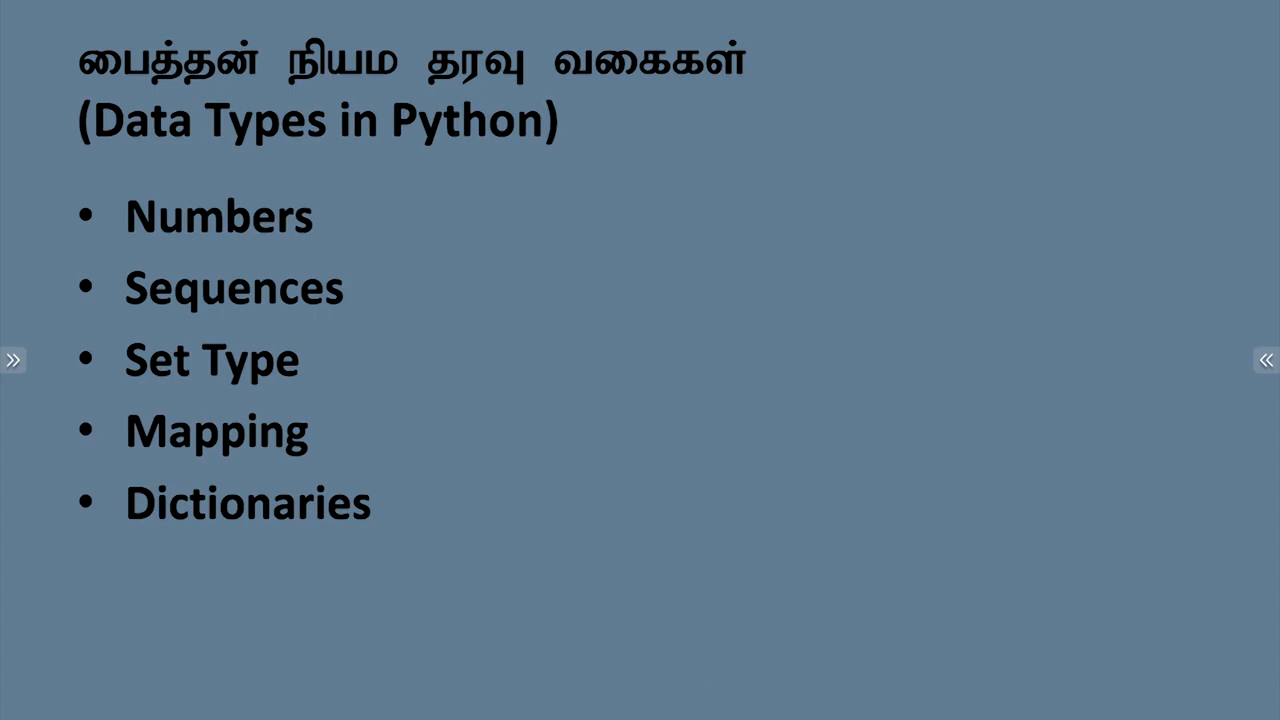 பைத்தன் நியம தரவு வகைகள்
(Data Types in Python)
• Numbers
• Sequences
• Set Type
• Mapping
• Dictionaries